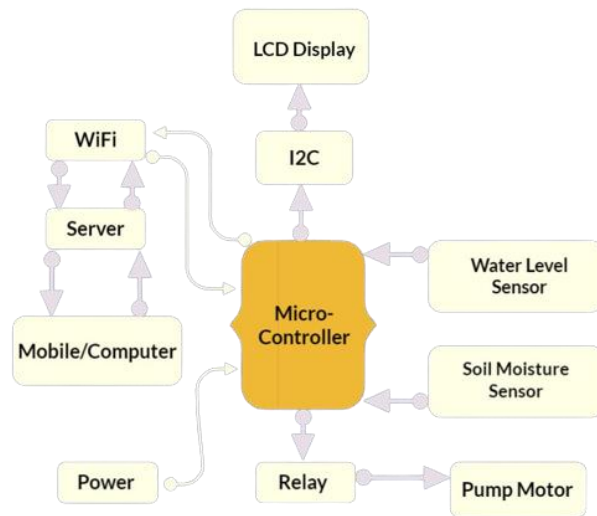 LCD Display
WiFi
I2C
Server
Water Level
Sensor
Micro-
Controller
Mobile/Computer
Soil Moisture
Sensor
Power
Relay
Pump Motor